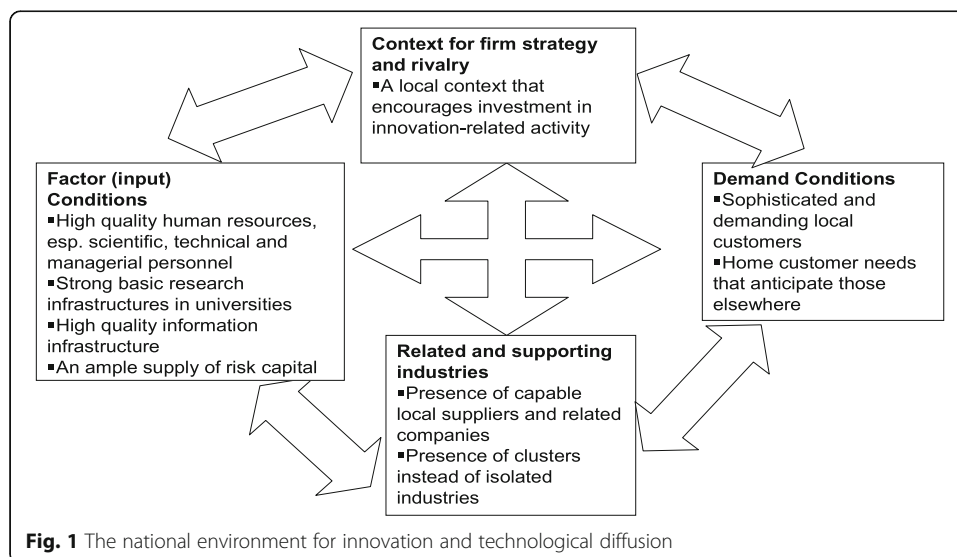 Context for firm strategy
and rivalry
▪A local context that
encourages investment in
innovation-related activity
Factor (input)
Conditions
▪High quality human resources,
esp. scientific, technical and
managerial personnel
▪Strong basic research
infrastructures in universities
▪High quality information
infrastructure
▪An ample supply of risk capital
Demand Conditions
▪Sophisticated and
demanding local
customers
▪Home customer needs
that anticipate those
elsewhere
Related and supporting
industries
▪Presence of capable
local suppliers and related
companies
▪Presence of clusters
instead of isolated
industries
Fig. 1 The national environment for innovation and technological diffusion